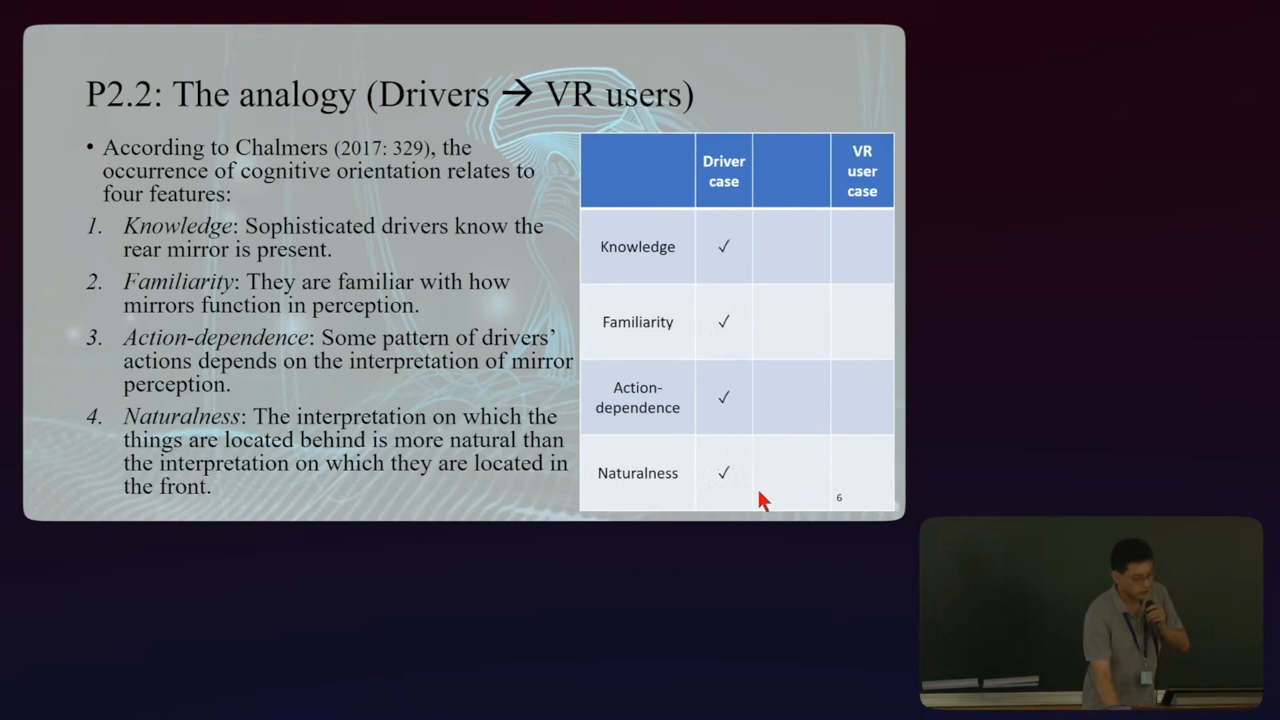 P2.2: The analogy (Drivers → VR users)
• According to Chalmers (2017: 329), the
occurrence of cognitive orientation relates to
four features:
1. Knowledge: Sophisticated drivers know the
rear mirror is present.
2. Familiarity: They are familiar with how
mirrors function in perception.
3. Action-dependence: Some pattern of drivers’
actions depends on the interpretation of mirror
perception.
4. Naturalness: The interpretation on which the
things are located behind is more natural than
the interpretation on which they are located in
the front.
Driver
case
VR
user
case
Knowledge ✓
Familiarity ✓
Action-
dependence ✓
Naturalness ✓
6